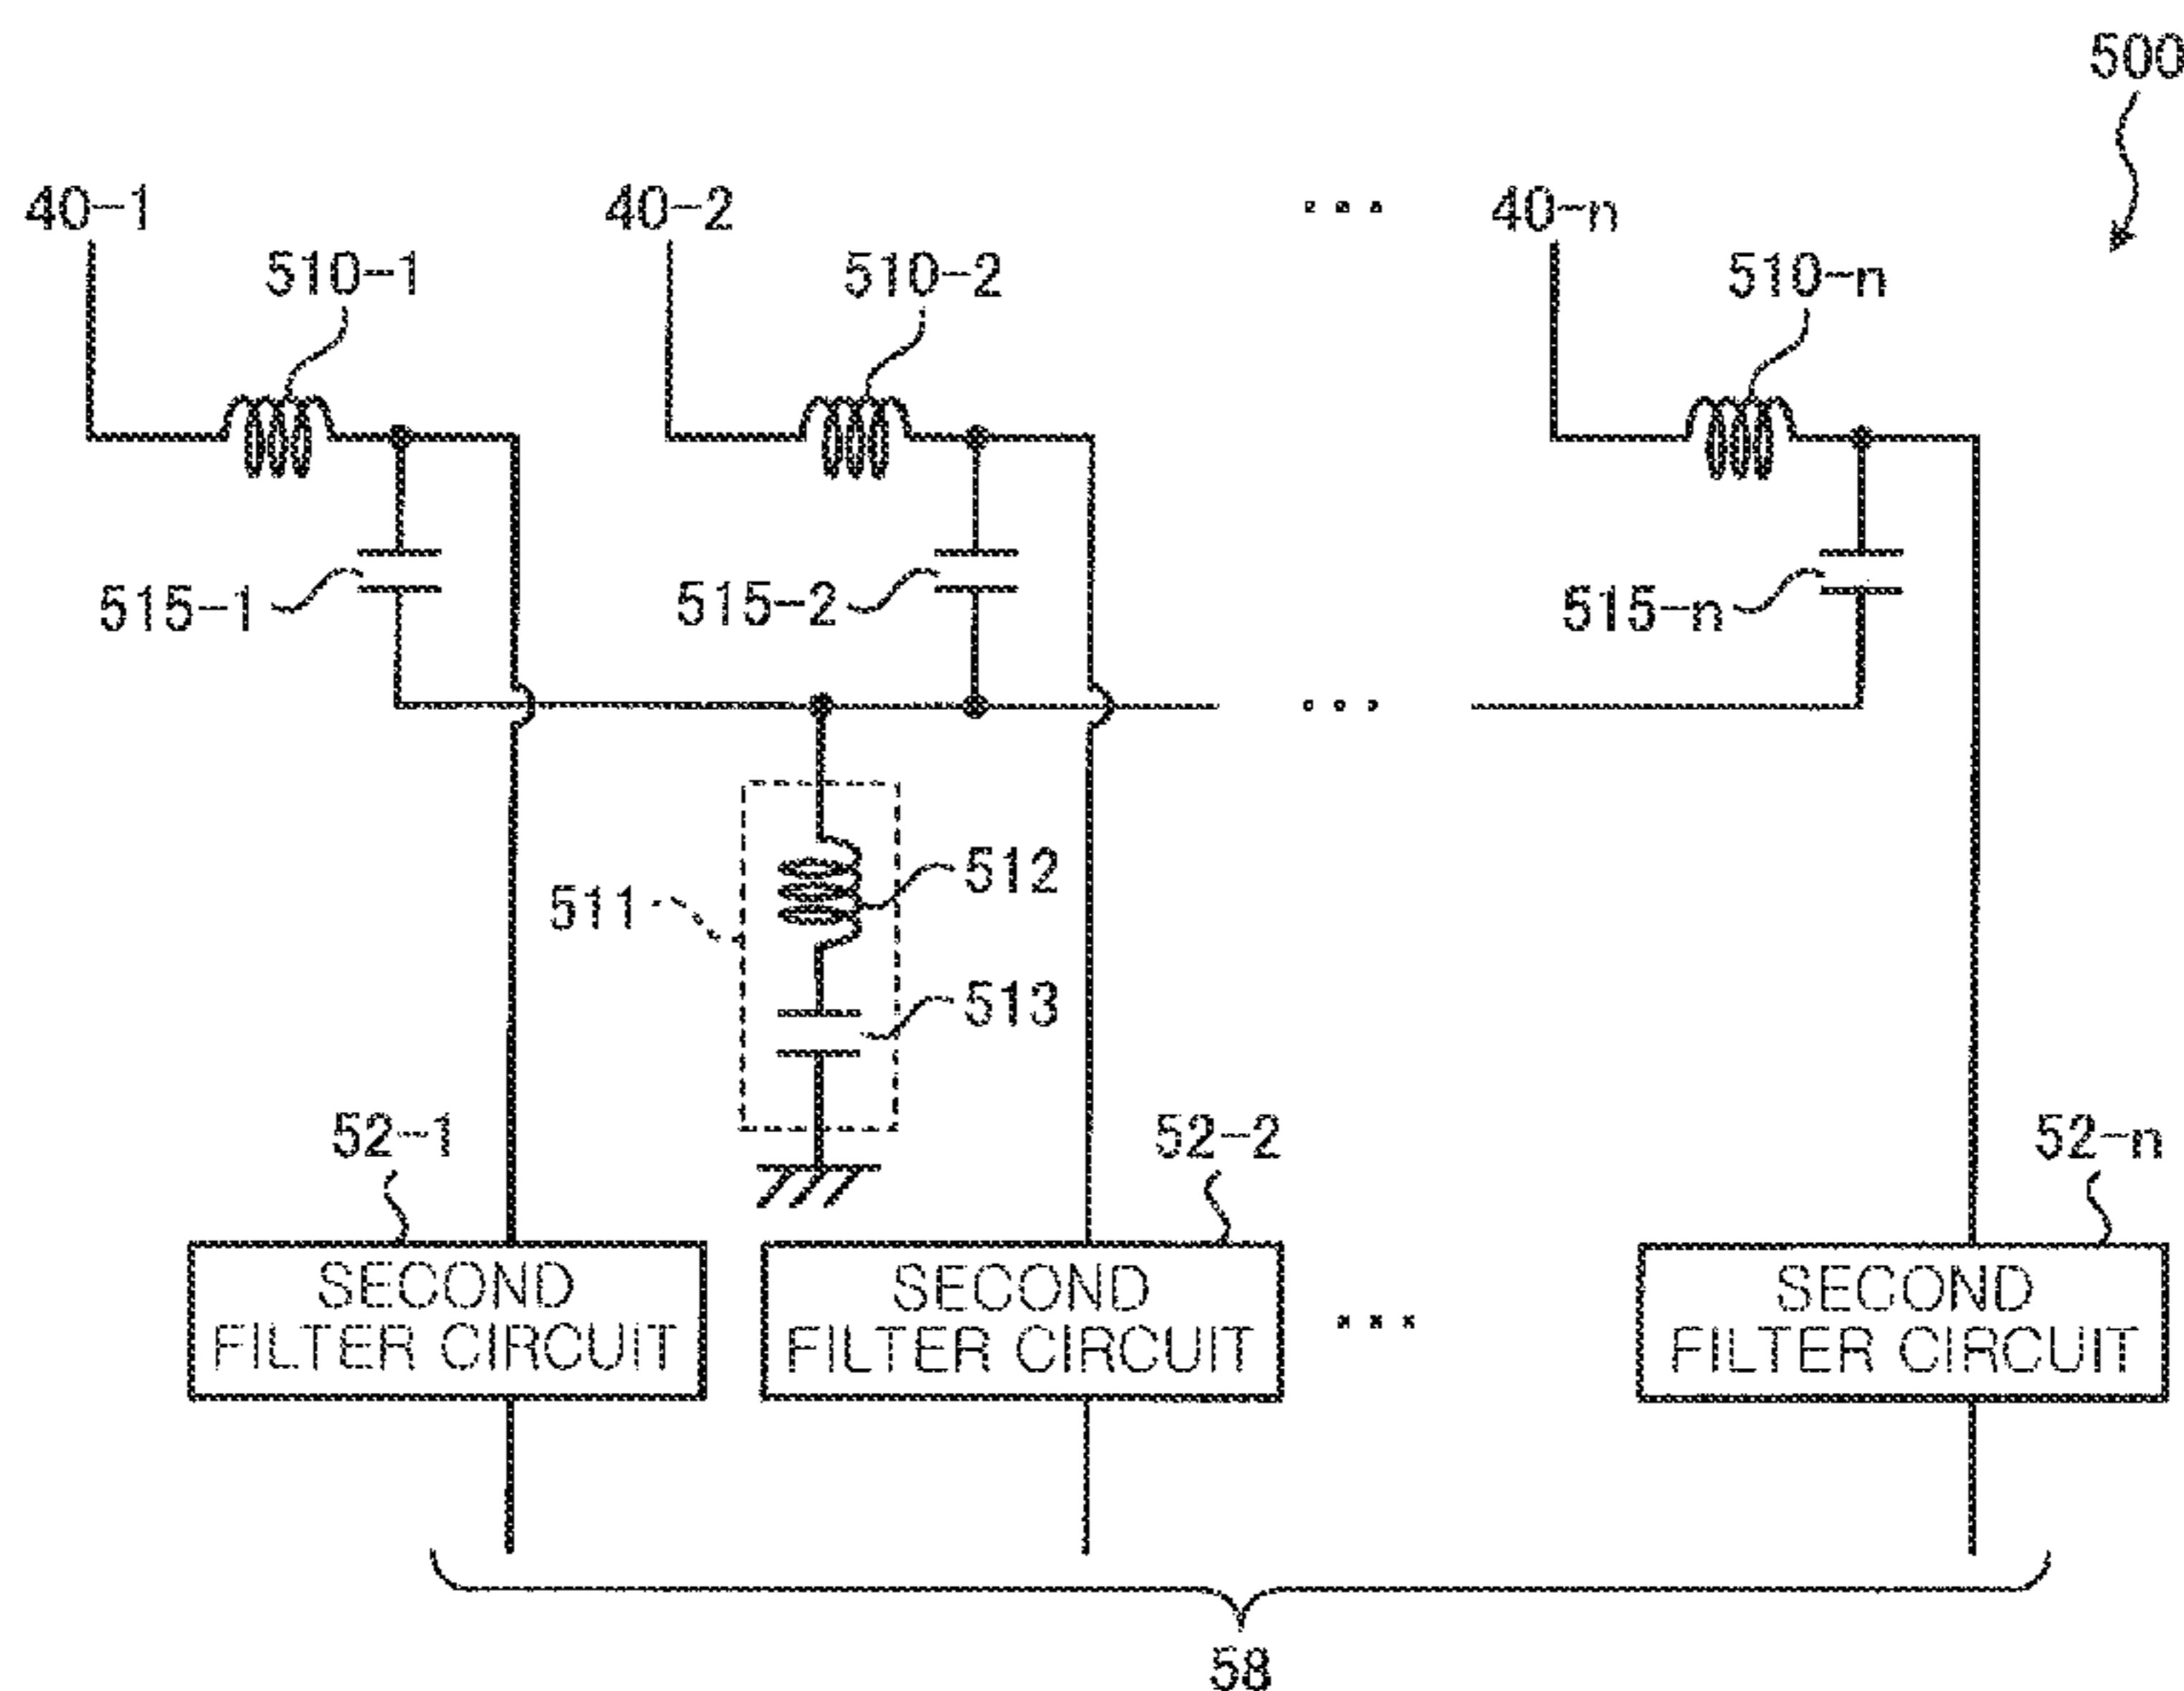 500
40-1
40-2
...
40-n
510-1
510-2
510-n
515-1
515-2
515-n
...
511
512
513
52-1
52-2
52-n
SECOND
FILTER CIRCUIT
SECOND
FILTER CIRCUIT
...
SECOND
FILTER CIRCUIT
58